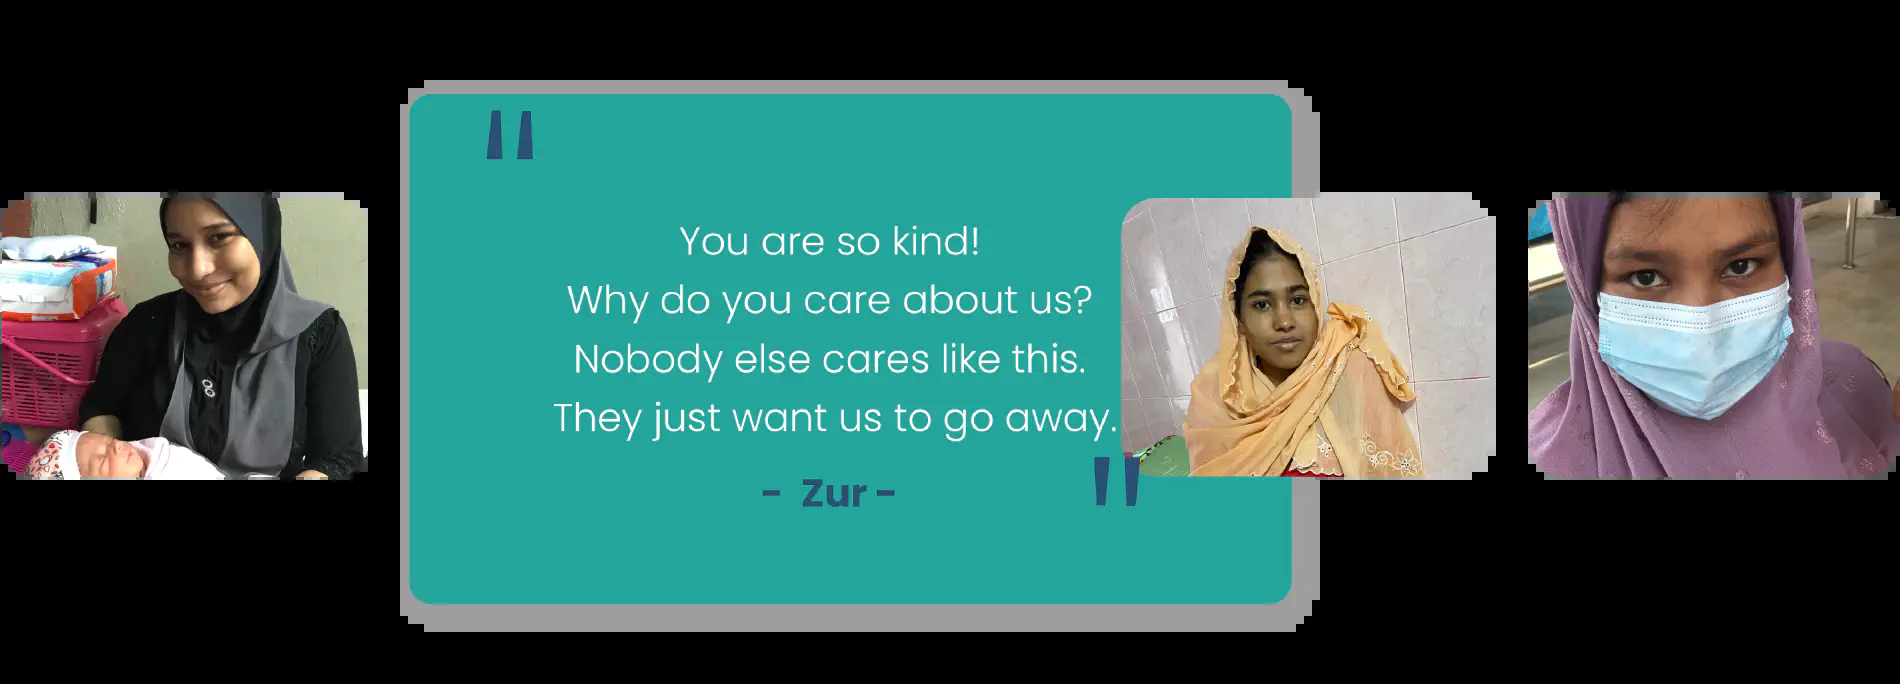 "
You are so kind!
Why do you care about us?
Nobody else cares like this.
They just want us to go away.
"
- Zur -